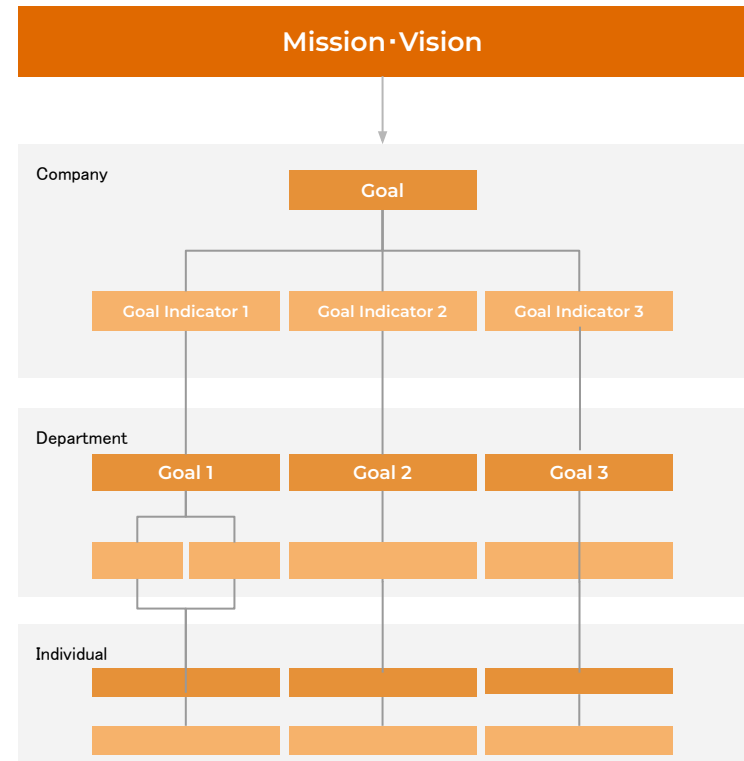 Mission・Vision
Company
Goal
Goal Indicator 1
Goal Indicator 2
Goal Indicator 3
Department
Goal 1
Goal 2
Goal 3
Individual